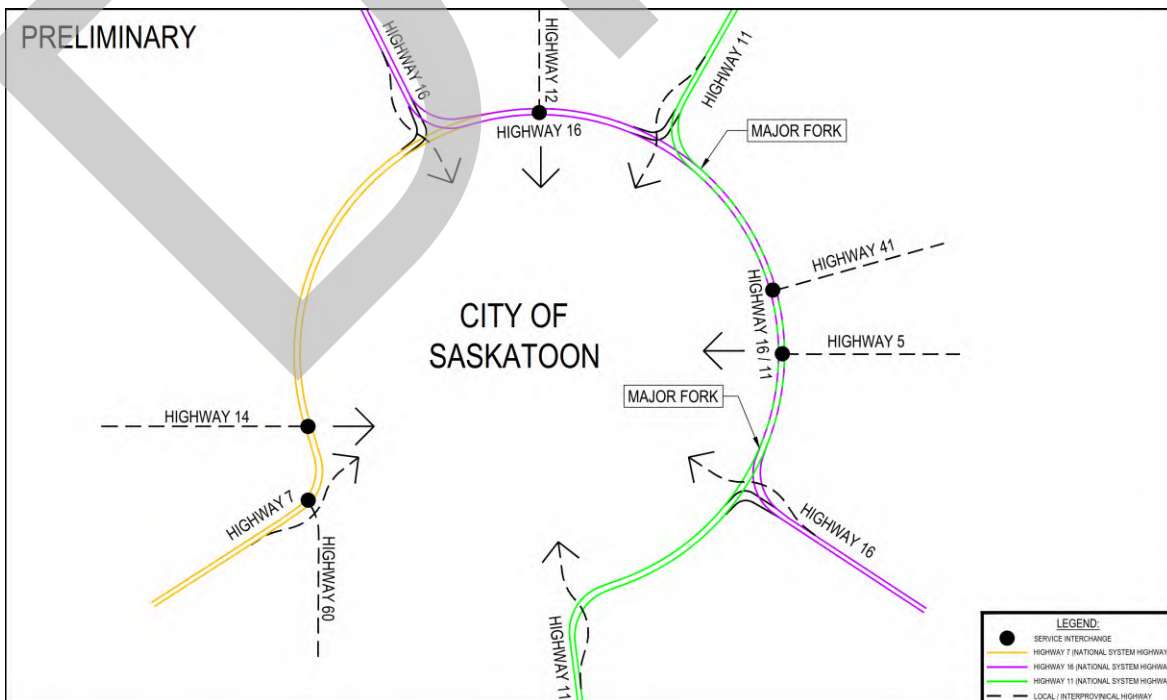 PRELIMINARY
HIGHWAY 16
HIGHWAY 12
HIGHWAY 11
HIGHWAY 16
MAJOR FORK
HIGHWAY 41
CITY OF
SASKATOON
HIGHWAY 16 / 11
HIGHWAY 5
MAJOR FORK
HIGHWAY 14
HIGHWAY 7
HIGHWAY 60
HIGHWAY 16
HIGHWAY 11
LEGEND:
SERVICE INTERCHANGE
HIGHWAY 7 (NATIONAL SYSTEM HIGHWAY
HIGHWAY 16 (NATIONAL SYSTEM HIGHWA
HIGHWAY 11 (NATIONAL SYSTEM HIGHWA
LOCAL / INTERPROVINICAL HIGHWAY